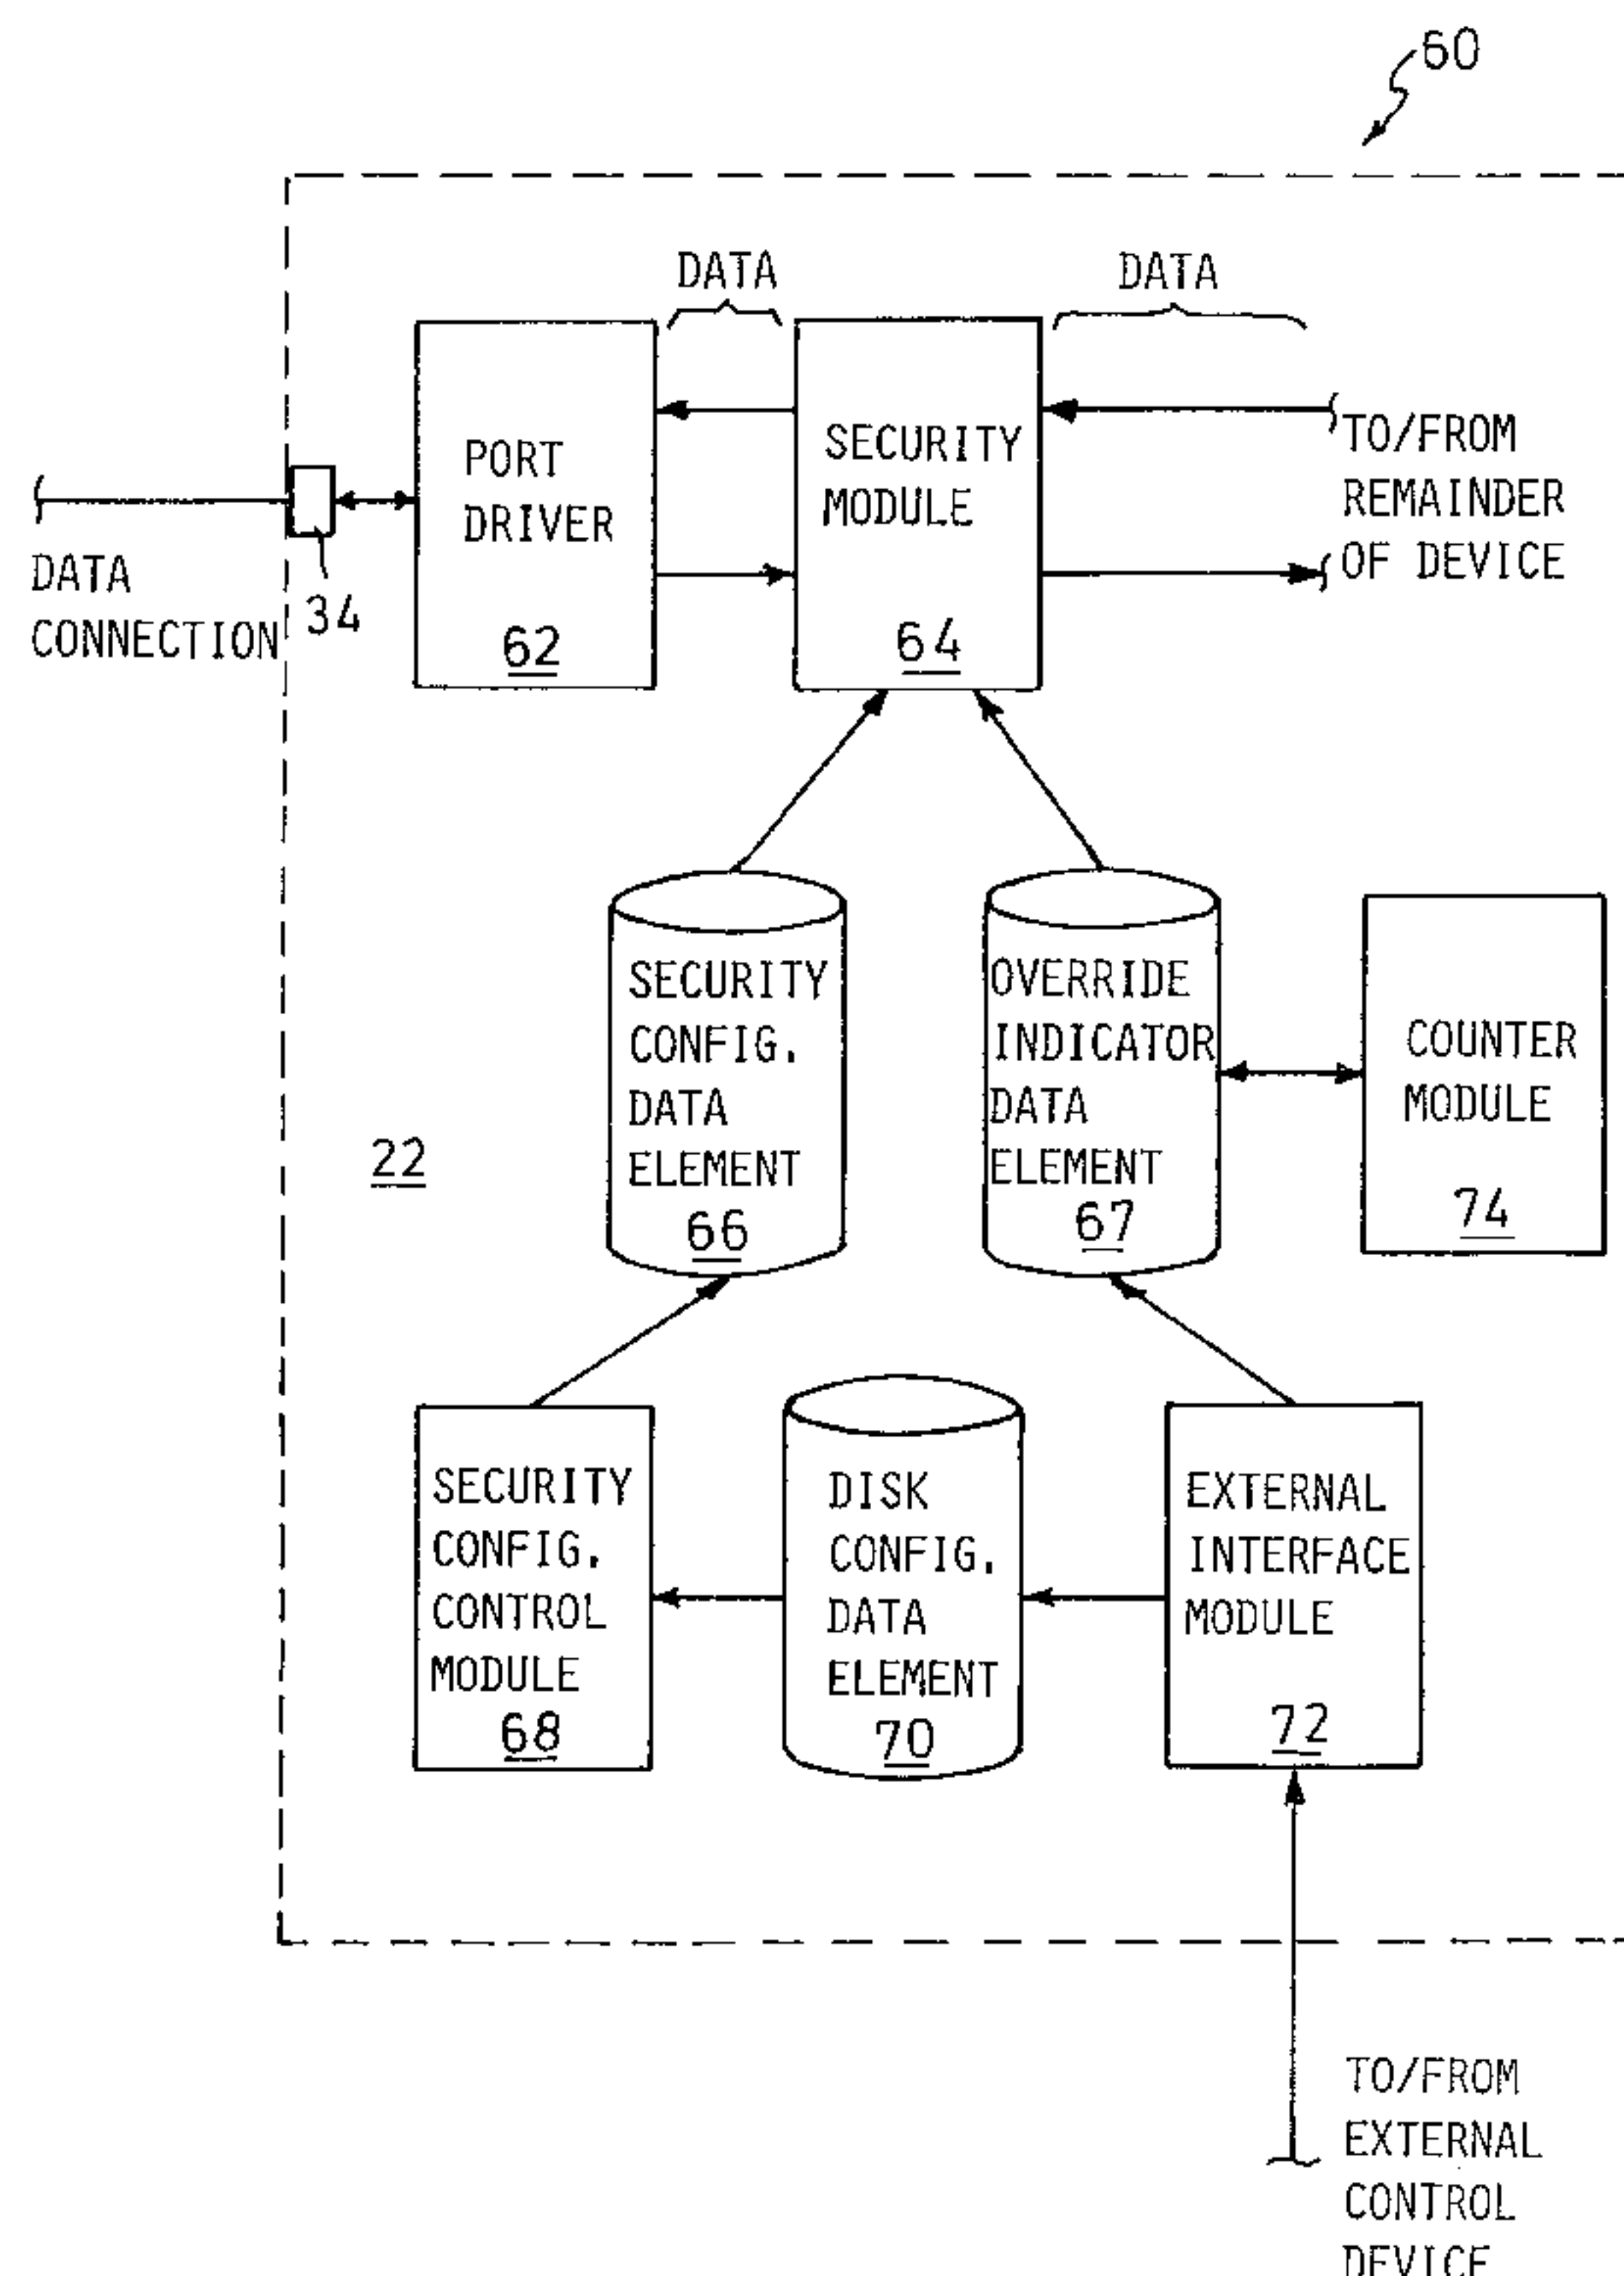 60
DATA
DATA
PORT
DRIVER
62
SECURITY
MODULE
64
TO/FROM
REMAINDER
OF DEVICE
DATA
CONNECTION
34
22
SECURITY
CONFIG.
DATA
ELEMENT
66
OVERRIDE
INDICATOR
DATA
ELEMENT
67
COUNTER
MODULE
74
SECURITY
CONFIG.
CONTROL
MODULE
68
DISK
CONFIG.
DATA
ELEMENT
70
EXTERNAL
INTERFACE
MODULE
72
TO/FROM
EXTERNAL
CONTROL
DEVICE